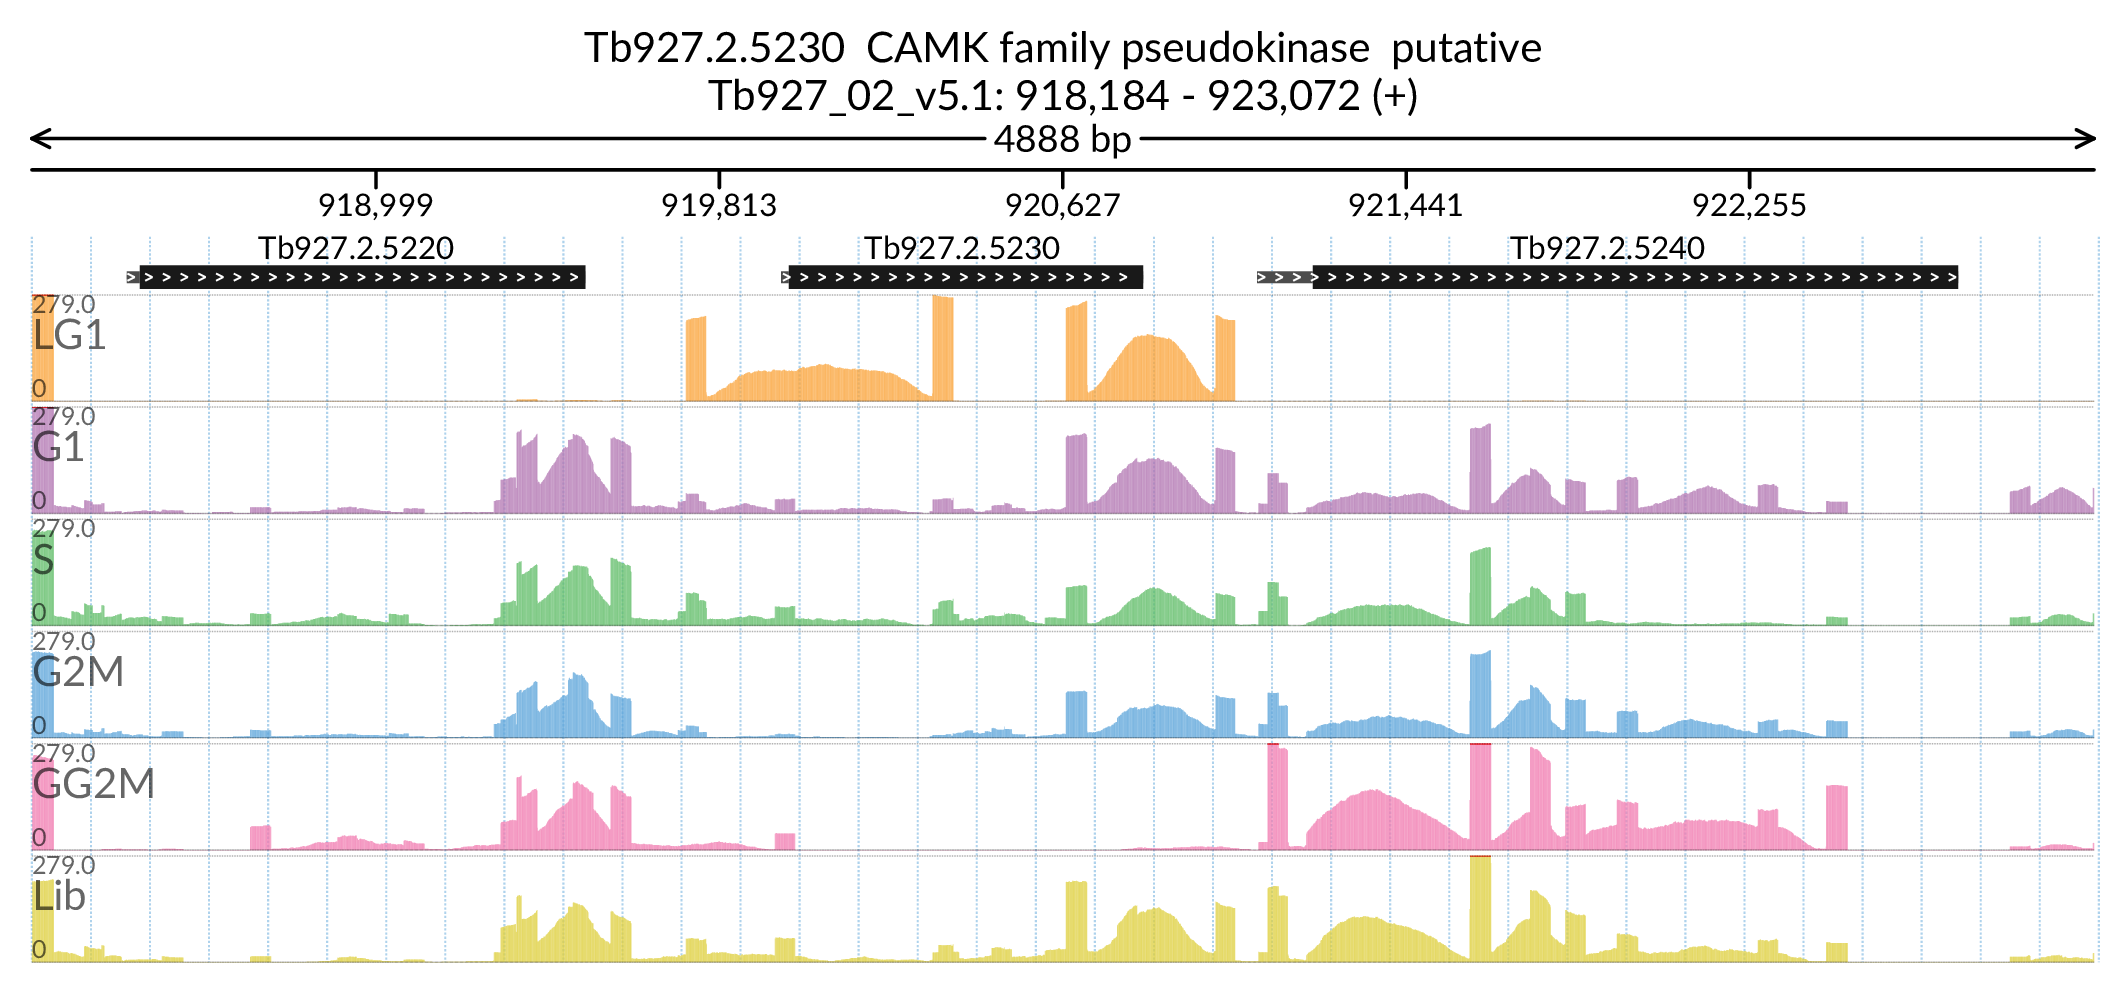 Tb927.2.5230 CAMK family pseudokinase putative
Tb927_02_v5.1: 918,184 - 923,072 (+)
4888 bp
918,999 919,813 920,627 921,441 922,255
Tb927.2.5220 Tb927.2.5230 Tb927.2.5240
279.0
LG1
0
279.0
G1
0
279.0
S
0
279.0
G2M
0
279.0
GG2M
0
279.0
Lib
0